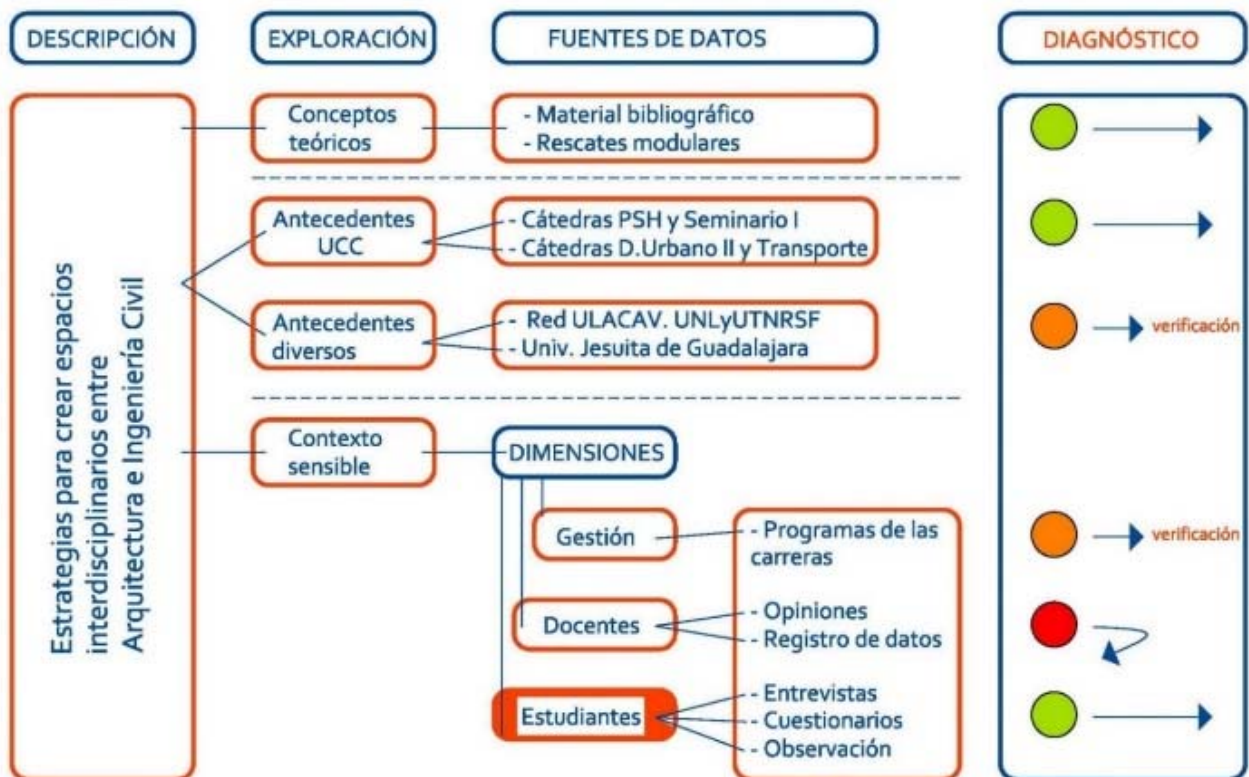 DESCRIPCIÓN
EXPLORACIÓN
FUENTES DE DATOS
DIAGNÓSTICO
Estrategias para crear espacios
interdisciplinarios entre
Arquitectura e Ingeniería Civil
Conceptos
teóricos
- Material bibliográfico
- Rescates modulares
Antecedentes
UCC
- Cátedras PSH y Seminario I
- Cátedras D.Urbano II y Transporte
Antecedentes
diversos
- Red ULACAV. UNLyUTNRSF
- Univ. Jesuita de Guadalajara
verificación
Contexto
sensible
DIMENSIONES
Gestión
- Programas de las
carreras
verificación
Docentes
- Opiniones
- Registro de datos
Estudiantes
- Entrevistas
- Cuestionarios
- Observación